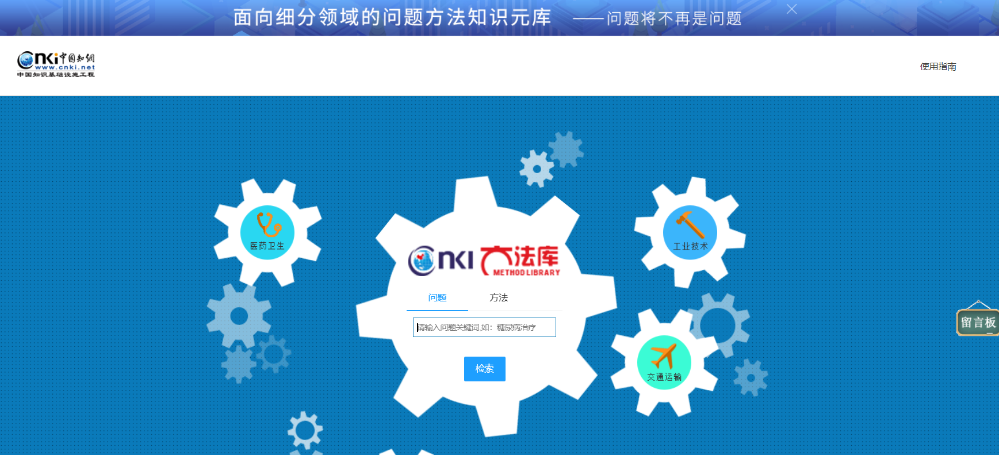 面向细分领域的问题方法知识元库 ——问题将不再是问题
cnki中国知网
www.cnki.net
中国知识基础设施工程
使用指南
医药卫生
工业技术
CNKI 方法库
METHOD LIBRARY
问题 方法
请输入问题关键词,如：糖尿病治疗
检索
留言板
交通运输